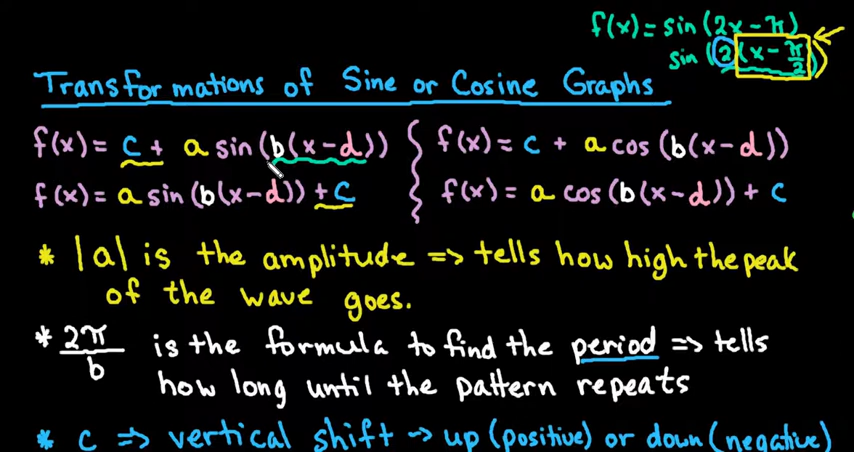 f(x) = sin (2x − π)
sin (2 (x − π/2))
Transformations of Sine or Cosine Graphs
f(x) = c + a sin (b(x−d))
f(x) = a sin (b(x−d)) + c
f(x) = c + a cos (b(x−d))
f(x) = a cos (b(x−d)) + c
* |a| is the amplitude => tells how high the peak
of the wave goes.
* 2π/b is the formula to find the period => tells
how long until the pattern repeats
* c => vertical shift → up (positive) or down (negative)